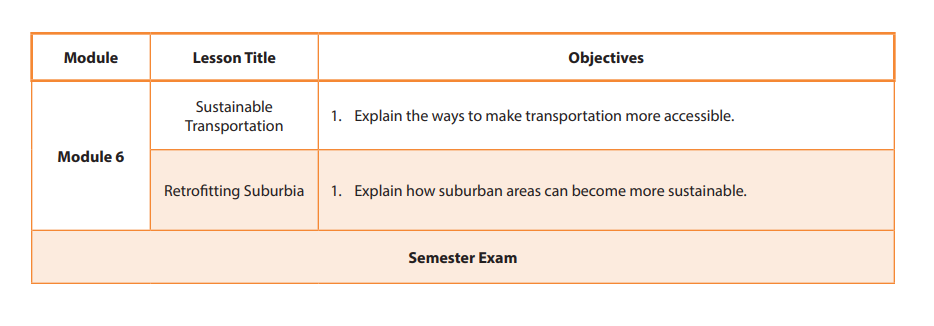 Module Lesson Title Objectives
Sustainable
Transportation
1. Explain the ways to make transportation more accessible.
Module 6
Retrofitting Suburbia
1. Explain how suburban areas can become more sustainable.
Semester Exam